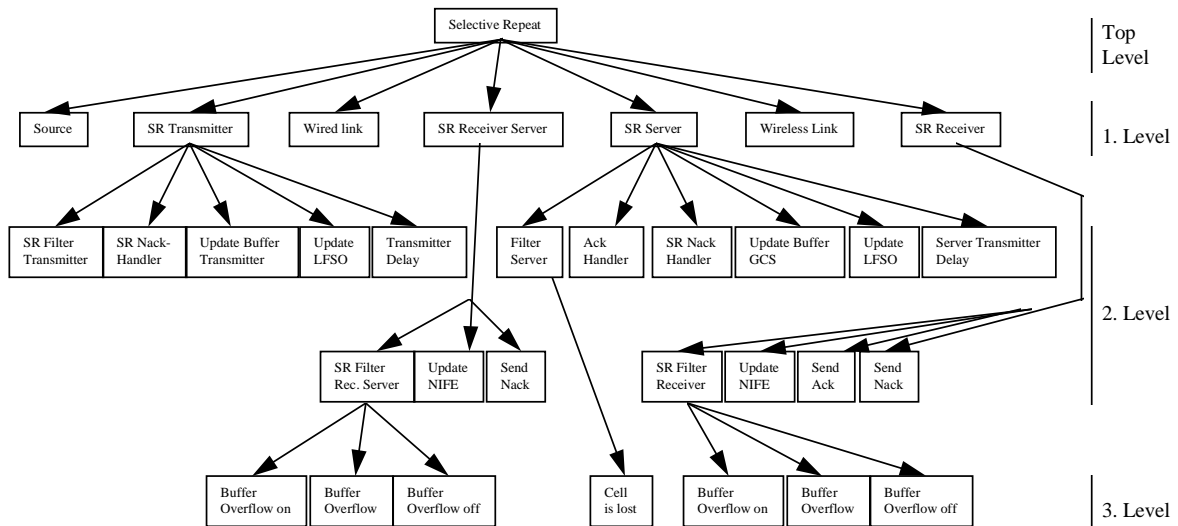 Selective Repeat
Top
Level
Source
SR Transmitter
Wired link
SR Receiver Server
SR Server
Wireless Link
SR Receiver
1. Level
SR Filter
Transmitter
SR Nack-
Handler
Update Buffer
Transmitter
Update
LFSO
Transmitter
Delay
Filter
Server
Ack
Handler
SR Nack
Handler
Update Buffer
GCS
Update
LFSO
Server Transmitter
Delay
2. Level
SR Filter
Rec. Server
Update
NIFE
Send
Nack
SR Filter
Receiver
Update
NIFE
Send
Ack
Send
Nack
Buffer
Overflow on
Buffer
Overflow
Buffer
Overflow off
Cell
is lost
Buffer
Overflow on
Buffer
Overflow
Buffer
Overflow off
3. Level